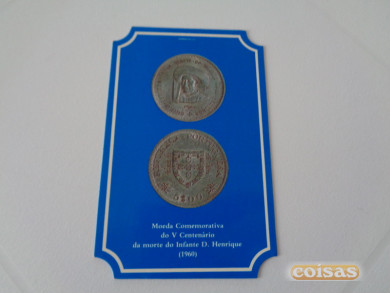 Moeda Comemorativa
do V Centenário
da morte do Infante D. Henrique
(1960)
coisas